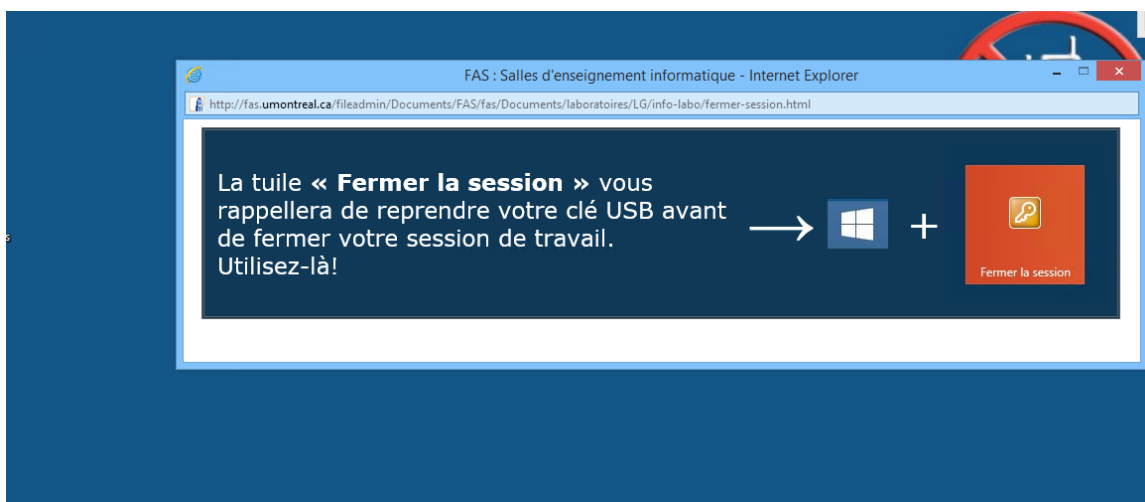 FAS : Salles d'enseignement informatique - Internet Explorer
http://fas.umontreal.ca/fileadmin/Documents/FAS/fas/Documents/laboratoires/LG/info-labo/fermer-session.html
La tuile « Fermer la session » vous
rappellera de reprendre votre clé USB avant
de fermer votre session de travail.
Utilisez-là!
+
Fermer la session